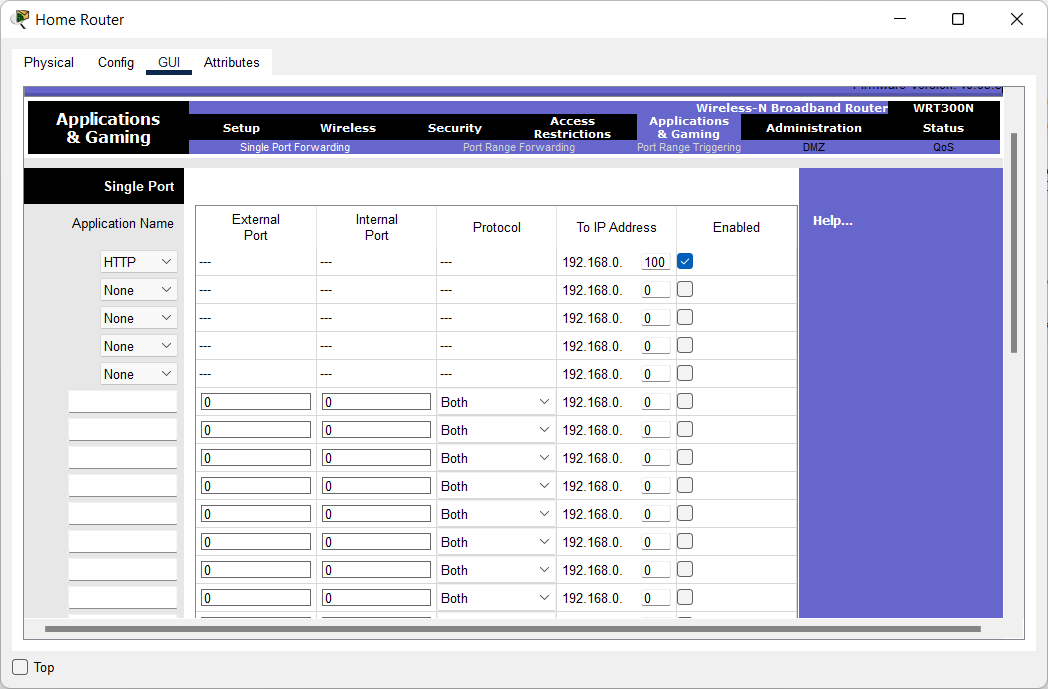 Home Router
Physical Config GUI Attributes
Firmware Version: v0.93.3
Wireless-N Broadband Router WRT300N
Applications & Gaming
Setup Wireless Security Access Restrictions Applications & Gaming Administration Status
Single Port Forwarding Port Range Forwarding Port Range Triggering DMZ QoS
Single Port
Help...
Application Name External Port Internal Port Protocol To IP Address Enabled
HTTP --- --- --- 192.168.0. 100
None --- --- --- 192.168.0. 0
None --- --- --- 192.168.0. 0
None --- --- --- 192.168.0. 0
None --- --- --- 192.168.0. 0
0 0 Both 192.168.0. 0
0 0 Both 192.168.0. 0
0 0 Both 192.168.0. 0
0 0 Both 192.168.0. 0
0 0 Both 192.168.0. 0
0 0 Both 192.168.0. 0
0 0 Both 192.168.0. 0
0 0 Both 192.168.0. 0
Top